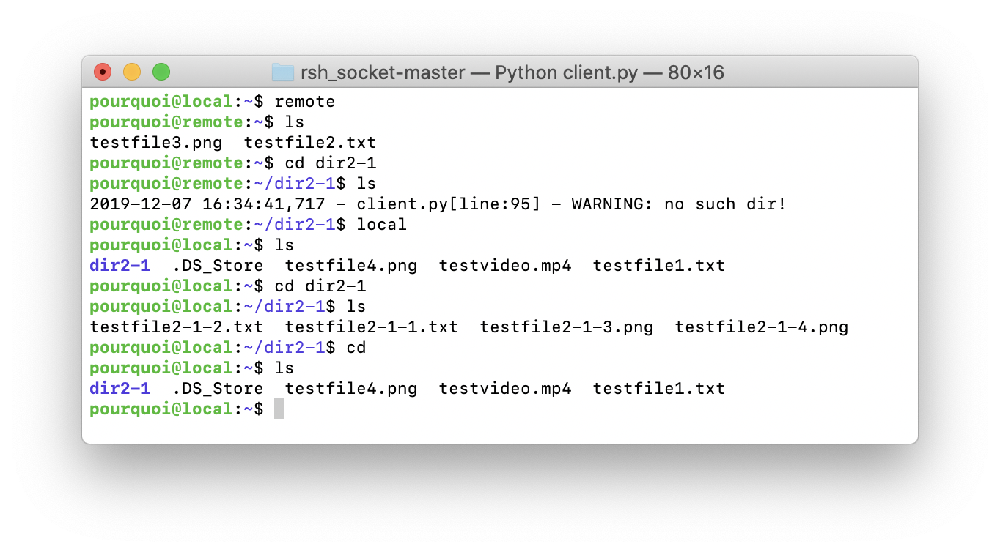 rsh_socket-master — Python client.py — 80×16
pourquoi@local:~$ remote
pourquoi@remote:~$ ls
testfile3.png  testfile2.txt
pourquoi@remote:~$ cd dir2-1
pourquoi@remote:~/dir2-1$ ls
2019-12-07 16:34:41,717 - client.py[line:95] - WARNING: no such dir!
pourquoi@remote:~/dir2-1$ local
pourquoi@local:~$ ls
dir2-1  .DS_Store  testfile4.png  testvideo.mp4  testfile1.txt
pourquoi@local:~$ cd dir2-1
pourquoi@local:~/dir2-1$ ls
testfile2-1-2.txt  testfile2-1-1.txt  testfile2-1-3.png  testfile2-1-4.png
pourquoi@local:~/dir2-1$ cd
pourquoi@local:~$ ls
dir2-1  .DS_Store  testfile4.png  testvideo.mp4  testfile1.txt
pourquoi@local:~$